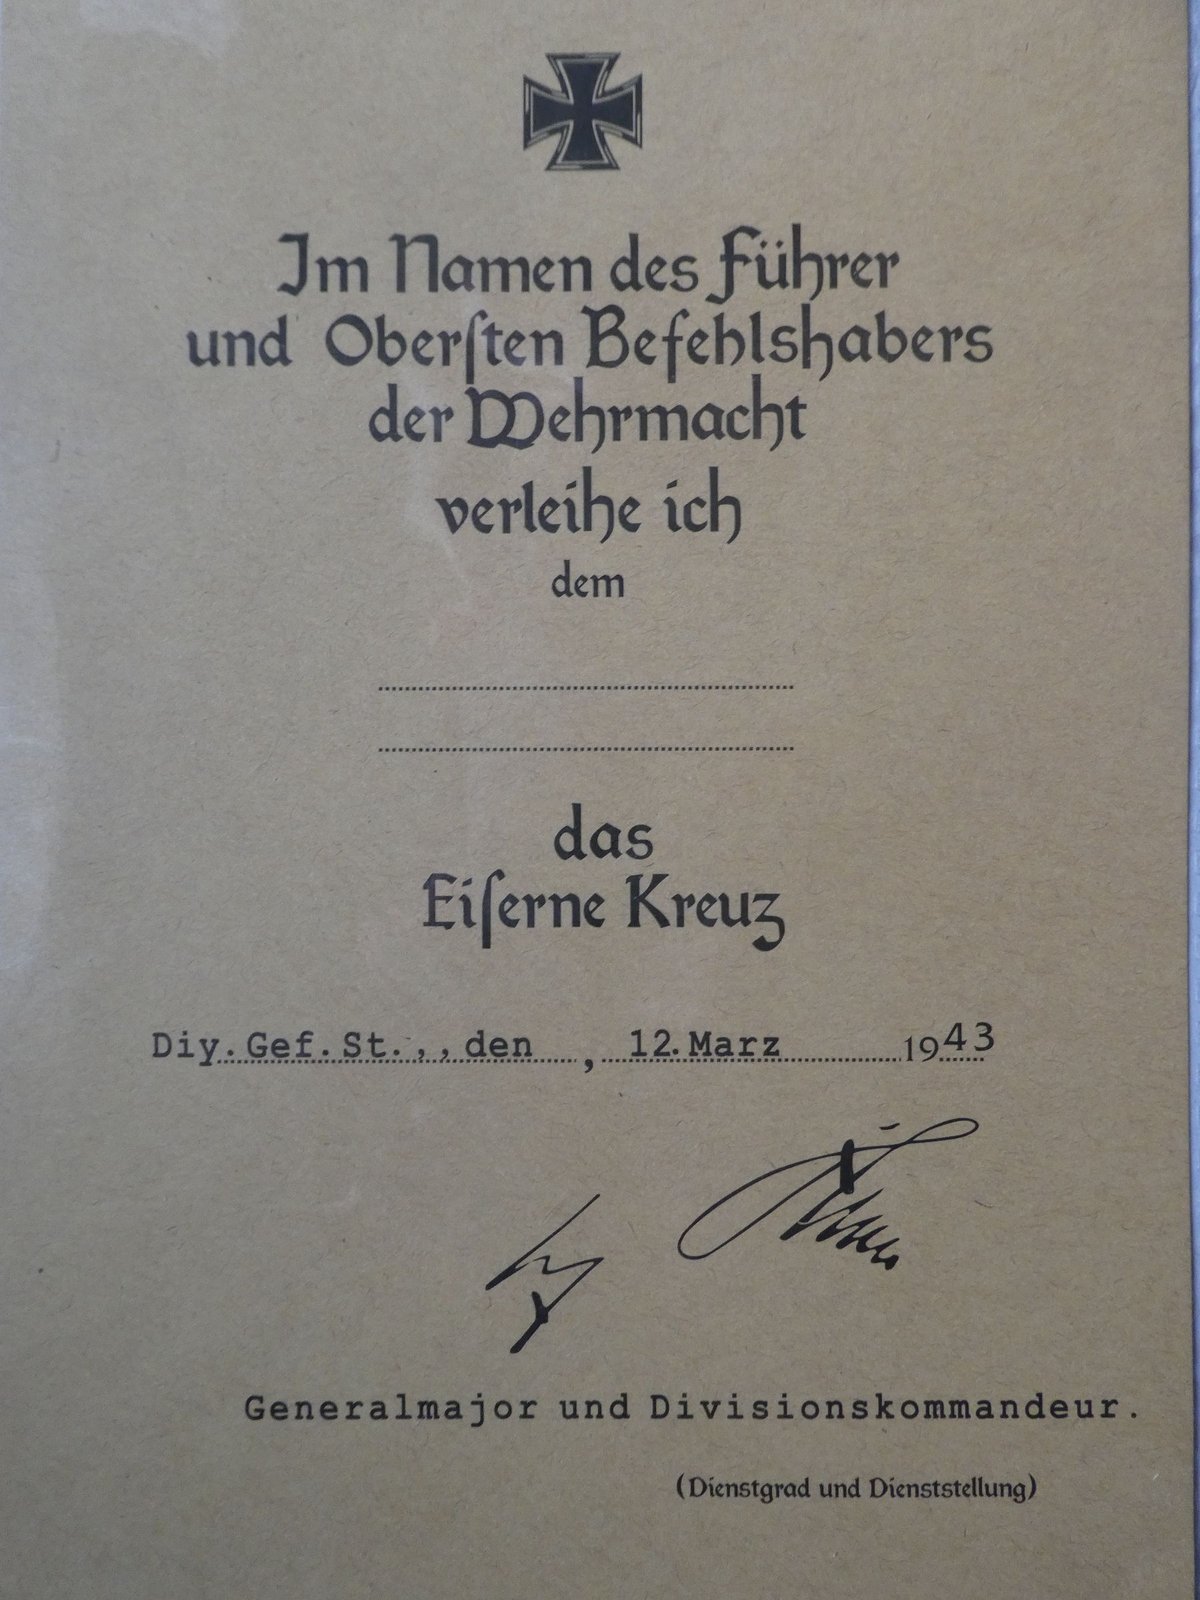 Im Namen des Führer
und Oberſten Befehlshabers
der Wehrmacht
verleihe ich
dem
das
Eiſerne Kreuz
Diy.Gef.St.,, den , 12.Marz 1943
Generalmajor und Divisionskommandeur.
(Dienstgrad und Dienststellung)